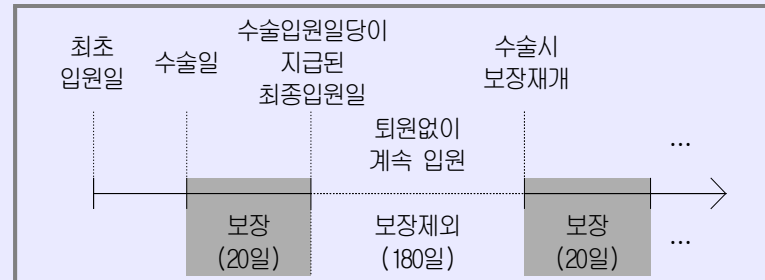 최초
입원일
수술일
수술입원일당이
지급된
최종입원일
수술시
보장재개
퇴원없이
계속 입원
...
보장
(20일)
보장제외
(180일)
보장
(20일)
...